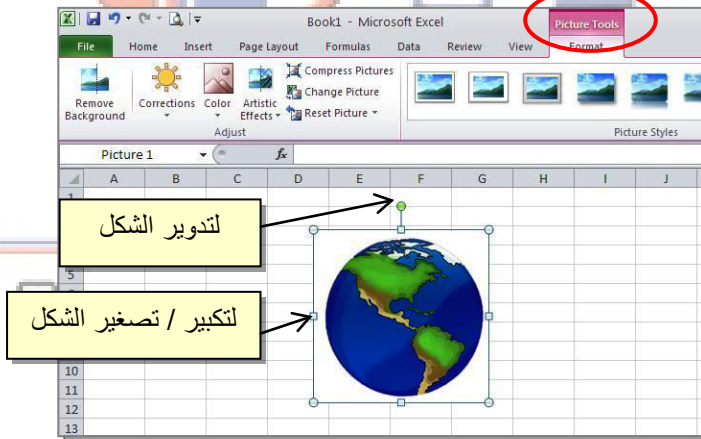 Book1 - Microsoft Excel
Picture Tools
File Home Insert Page Layout Formulas Data Review View Format
Remove Background
Corrections
Color
Artistic Effects
Compress Pictures
Change Picture
Reset Picture
Adjust
Picture Styles
Picture 1
fx
A B C D E F G H I J
1
لتدوير الشكل
5
لتكبير / تصغير الشكل
10
11
12
13